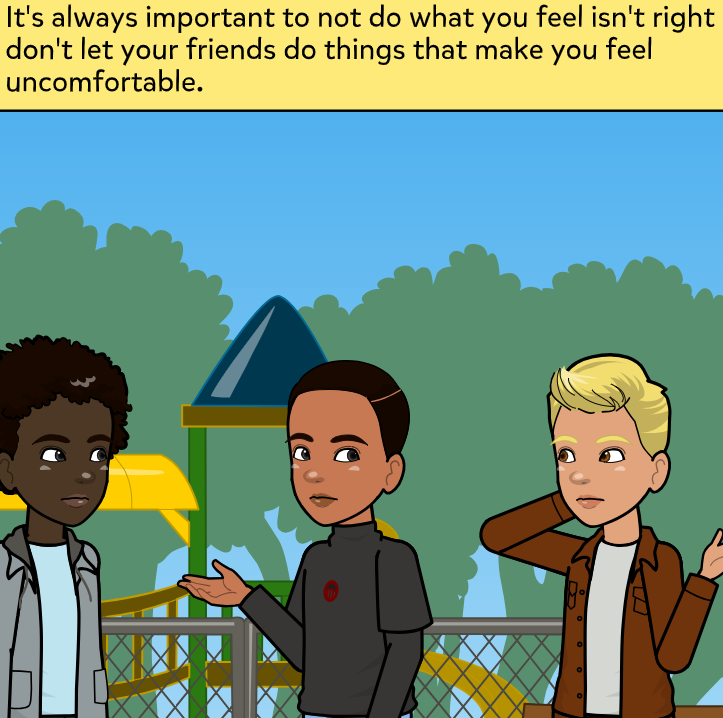 It's always important to not do what you feel isn't right
don't let your friends do things that make you feel
uncomfortable.